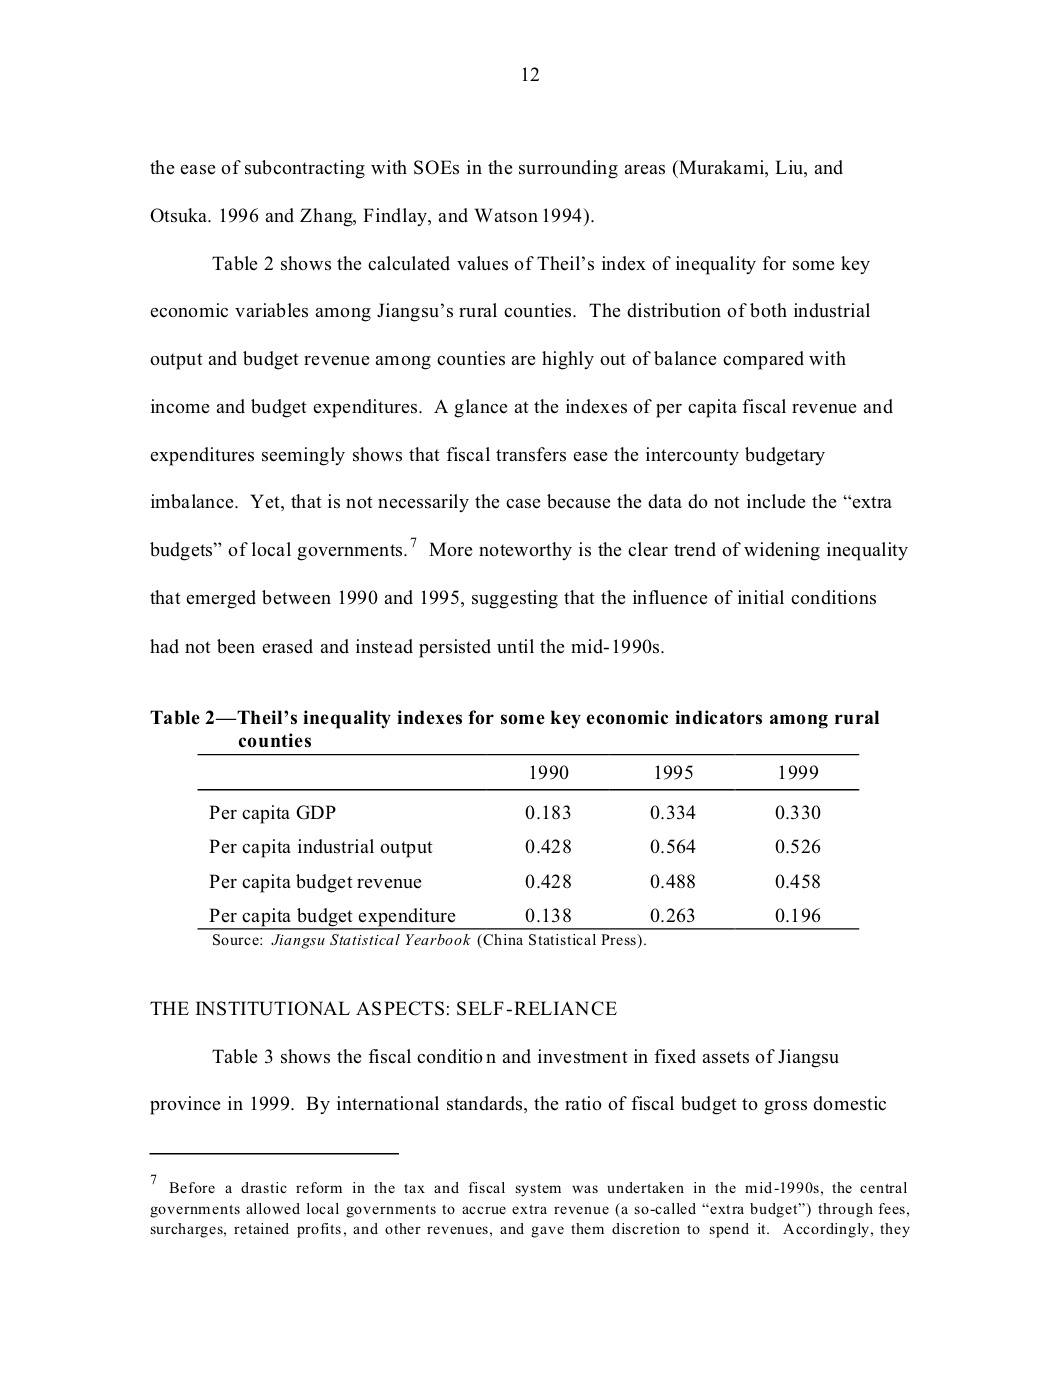 12
the ease of subcontracting with SOEs in the surrounding areas (Murakami, Liu, and
Otsuka. 1996 and Zhang, Findlay, and Watson 1994).
Table 2 shows the calculated values of Theil’s index of inequality for some key
economic variables among Jiangsu’s rural counties. The distribution of both industrial
output and budget revenue among counties are highly out of balance compared with
income and budget expenditures. A glance at the indexes of per capita fiscal revenue and
expenditures seemingly shows that fiscal transfers ease the intercounty budgetary
imbalance. Yet, that is not necessarily the case because the data do not include the “extra
budgets” of local governments.7 More noteworthy is the clear trend of widening inequality
that emerged between 1990 and 1995, suggesting that the influence of initial conditions
had not been erased and instead persisted until the mid-1990s.
Table 2—Theil’s inequality indexes for some key economic indicators among rural
counties
1990 1995 1999
Per capita GDP 0.183 0.334 0.330
Per capita industrial output 0.428 0.564 0.526
Per capita budget revenue 0.428 0.488 0.458
Per capita budget expenditure 0.138 0.263 0.196
Source: Jiangsu Statistical Yearbook (China Statistical Press).
THE INSTITUTIONAL ASPECTS: SELF-RELIANCE
Table 3 shows the fiscal condition and investment in fixed assets of Jiangsu
province in 1999. By international standards, the ratio of fiscal budget to gross domestic
7 Before a drastic reform in the tax and fiscal system was undertaken in the mid-1990s, the central
governments allowed local governments to accrue extra revenue (a so-called “extra budget”) through fees,
surcharges, retained profits, and other revenues, and gave them discretion to spend it. Accordingly, they